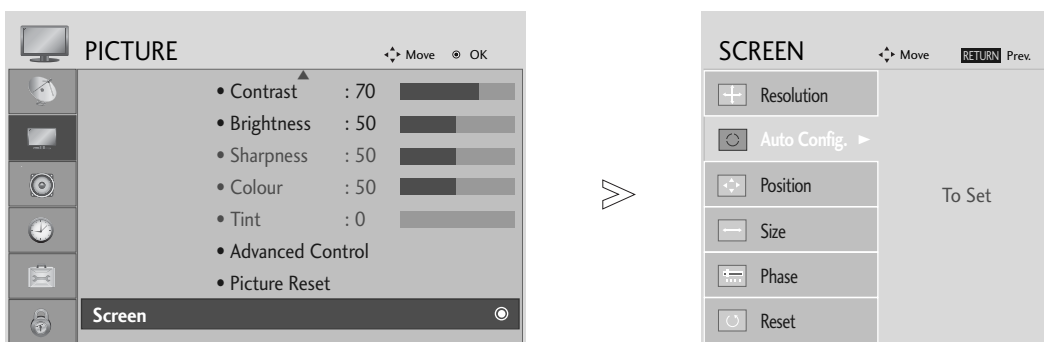 PICTURE
Move OK
• Contrast : 70
• Brightness : 50
• Sharpness : 50
• Colour : 50
• Tint : 0
• Advanced Control
• Picture Reset
Screen
SCREEN
Move RETURN Prev.
Resolution
Auto Config. ►
Position
Size
Phase
Reset
To Set